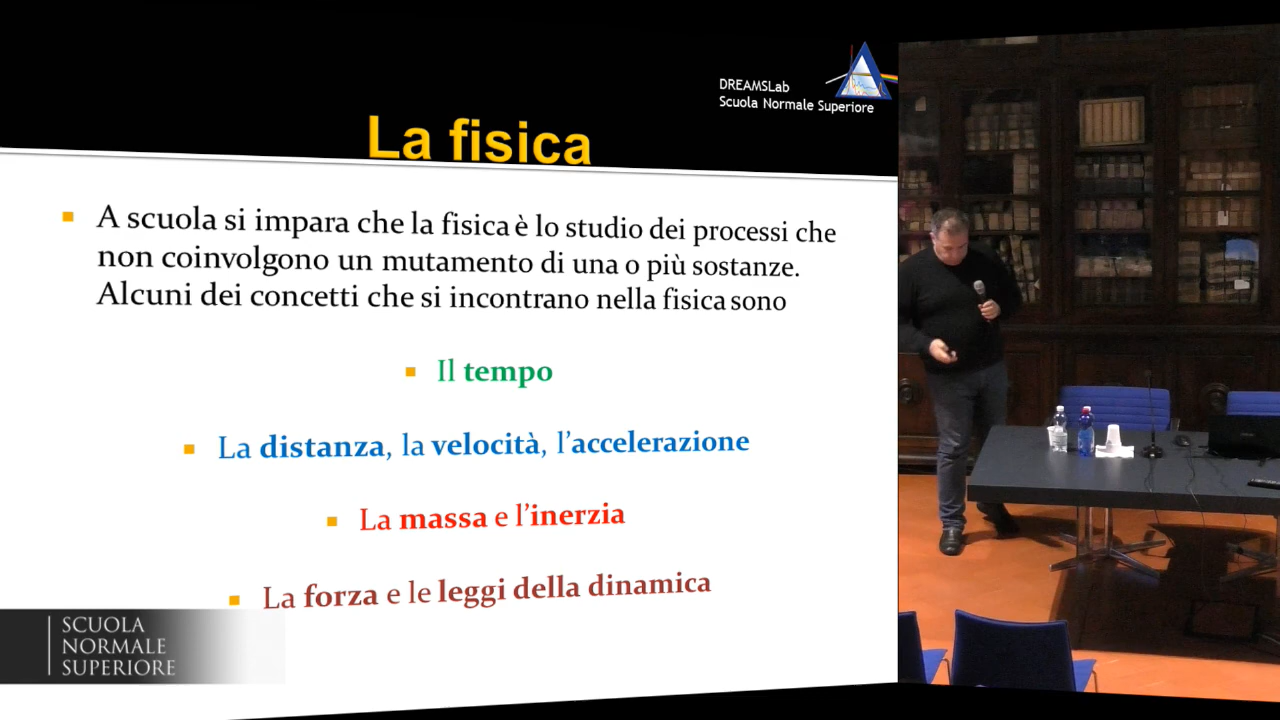 DREAMSLab
Scuola Normale Superiore
La fisica
A scuola si impara che la fisica è lo studio dei processi che
non coinvolgono un mutamento di una o più sostanze.
Alcuni dei concetti che si incontrano nella fisica sono
Il tempo
La distanza, la velocità, l’accelerazione
La massa e l’inerzia
La forza e le leggi della dinamica
SCUOLA
NORMALE
SUPERIORE